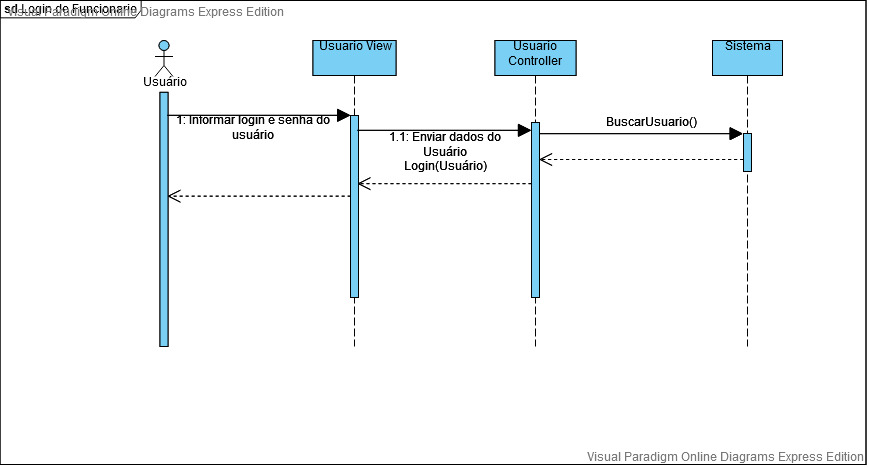 sd Login de Funcionario
Visual Paradigm Online Diagrams Express Edition
Usuário
Usuario View
Usuario
Controller
Sistema
1: Informar login e senha do
usuário
1.1: Enviar dados do
Usuário
Login(Usuário)
BuscarUsuario()
Visual Paradigm Online Diagrams Express Edition